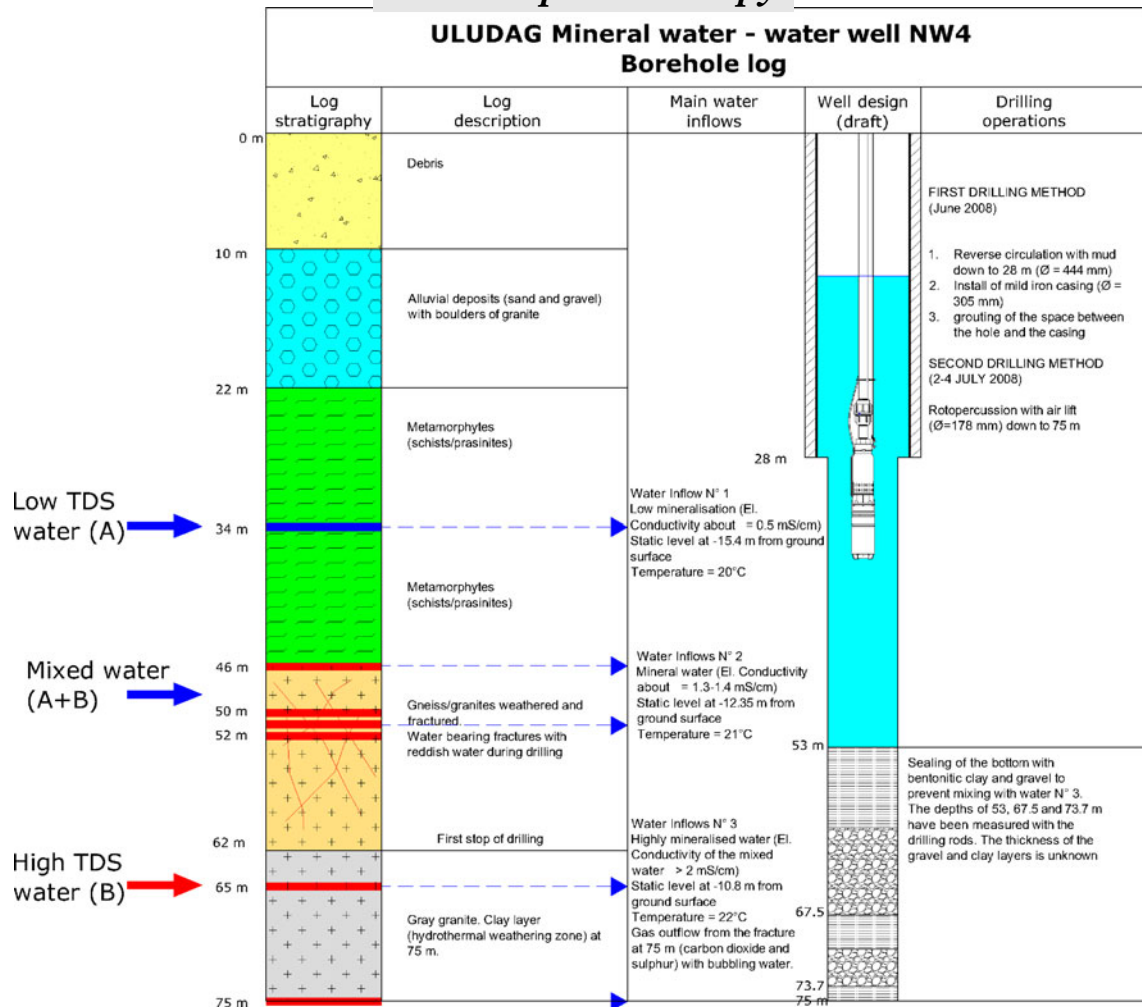 ULUDAG Mineral water - water well NW4
Borehole log
Log
stratigraphy
Log
description
Main water
inflows
Well design
(draft)
Drilling
operations
0 m
10 m
22 m
34 m
46 m
50 m
52 m
62 m
65 m
75 m
Low TDS
water (A)
Mixed water
(A+B)
High TDS
water (B)
Debris
Alluvial deposits (sand and gravel)
with boulders of granite
Metamorphytes
(schists/prasinites)
Metamorphytes
(schists/prasinites)
Gneiss/granites weathered and
fractured.
Water bearing fractures with
reddish water during drilling
First stop of drilling
Gray granite. Clay layer
(hydrothermal weathering zone) at
75 m.
Water Inflow N° 1
Low mineralisation (El.
Conductivity about = 0.5 mS/cm)
Static level at -15.4 m from ground
surface
Temperature = 20°C
Water Inflows N° 2
Mineral water (El. Conductivity
about = 1.3-1.4 mS/cm)
Static level at -12.35 m from
ground surface
Temperature = 21°C
Water Inflows N° 3
Highly mineralised water (El.
Conductivity of the mixed
water > 2 mS/cm)
Static level at -10.8 m from
ground surface
Temperature = 22°C
Gas outflow from the fracture
at 75 m (carbon dioxide and
sulphur) with bubbling water.
28 m
53 m
67.5
73.7
75 m
FIRST DRILLING METHOD
(June 2008)
1. Reverse circulation with mud
down to 28 m (Ø = 444 mm)
2. Install of mild iron casing (Ø =
305 mm)
3. grouting of the space between
the hole and the casing
SECOND DRILLING METHOD
(2-4 JULY 2008)
Rotopercussion with air lift
(Ø=178 mm) down to 75 m
Sealing of the bottom with
bentonitic clay and gravel to
prevent mixing with water N° 3.
The depths of 53, 67.5 and 73.7 m
have been measured with the
drilling rods. The thickness of the
gravel and clay layers is unknown